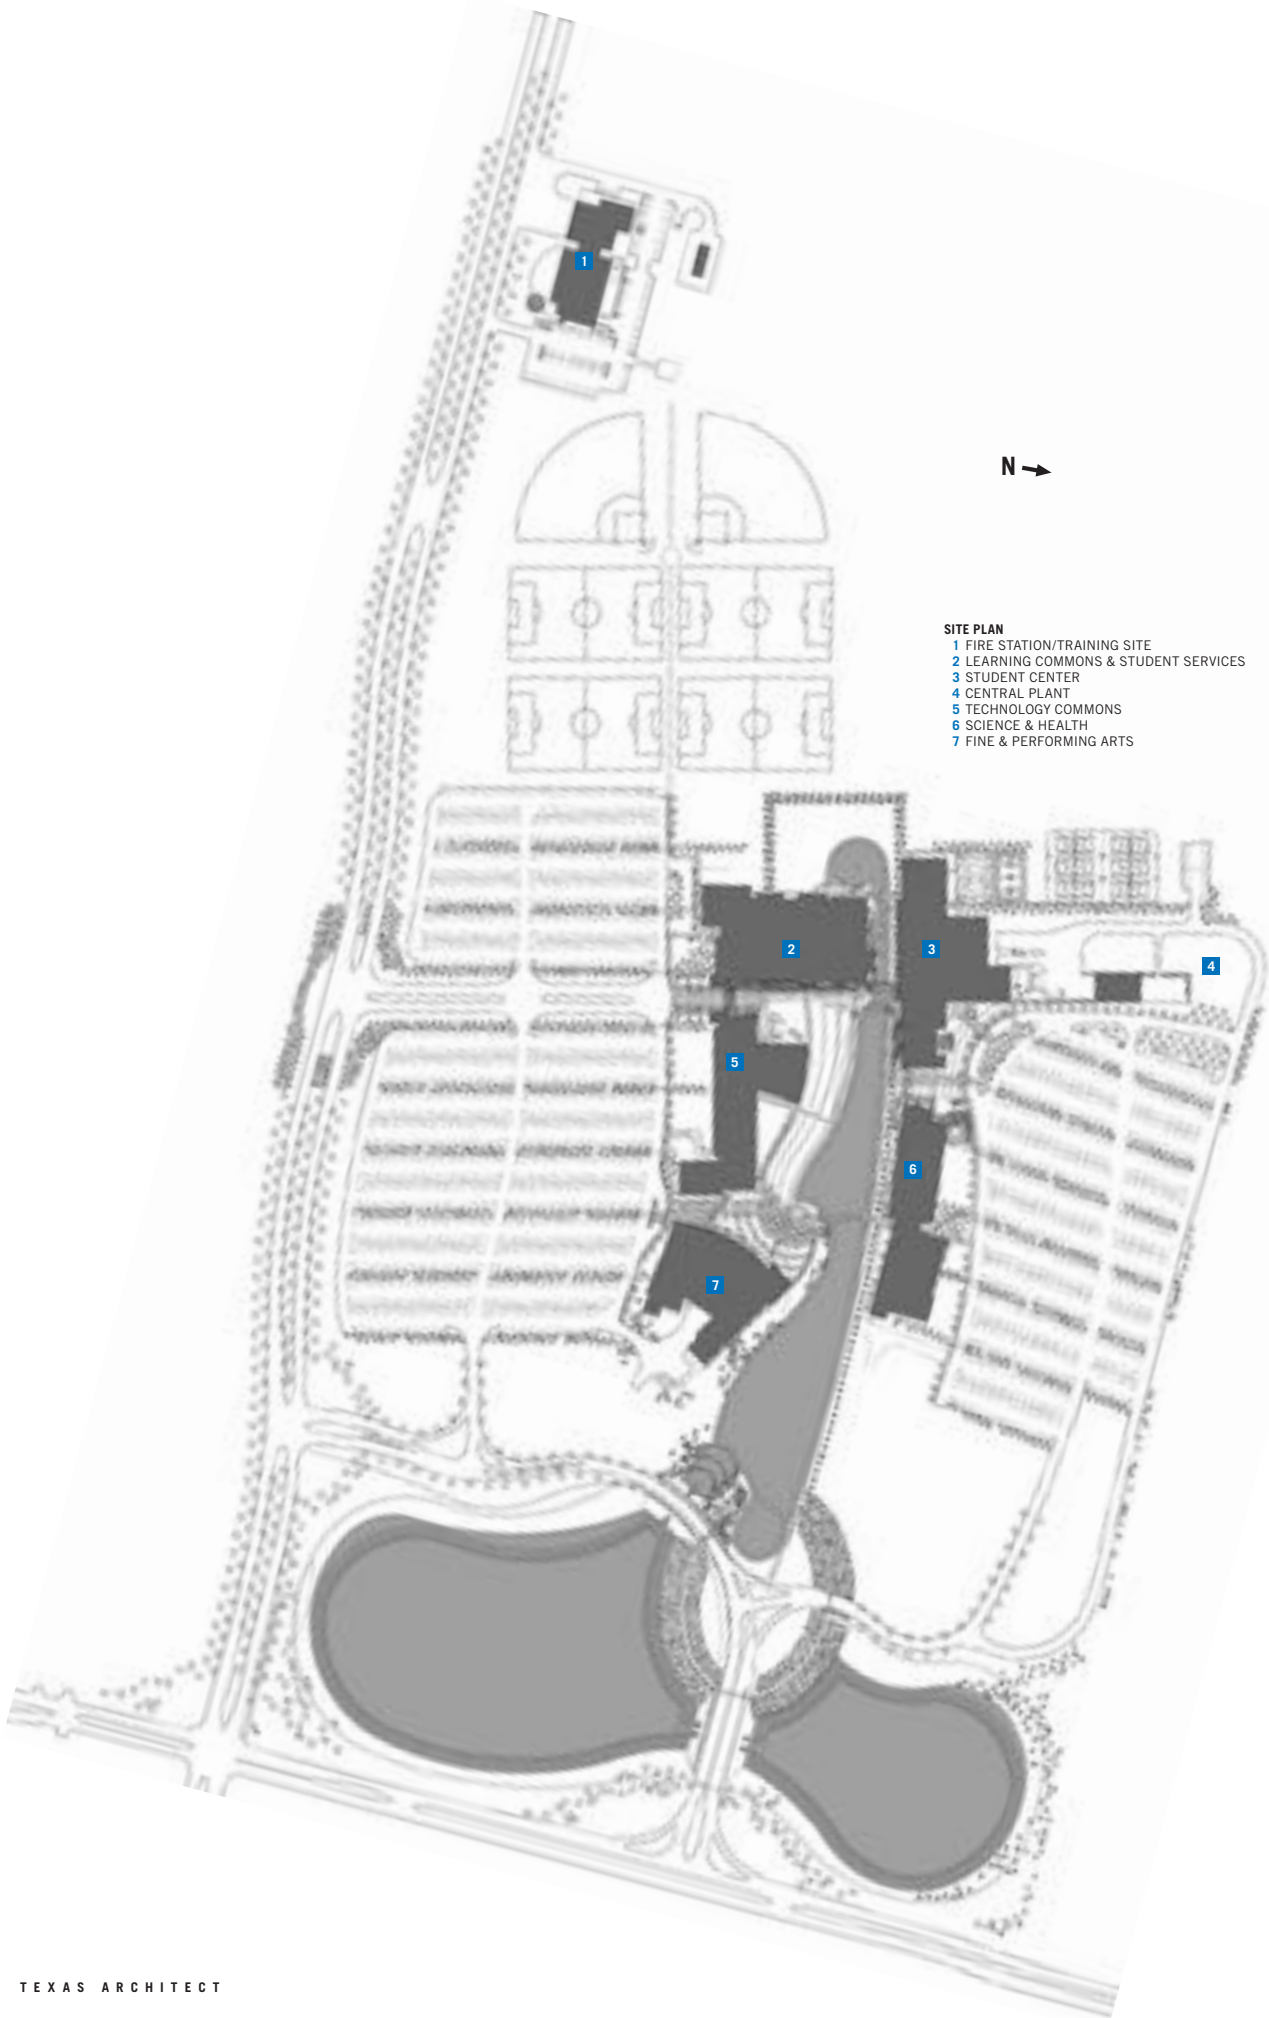 1
N
SITE PLAN
1 FIRE STATION/TRAINING SITE
2 LEARNING COMMONS & STUDENT SERVICES
3 STUDENT CENTER
4 CENTRAL PLANT
5 TECHNOLOGY COMMONS
6 SCIENCE & HEALTH
7 FINE & PERFORMING ARTS
2
3
4
5
6
7
TEXAS ARCHITECT